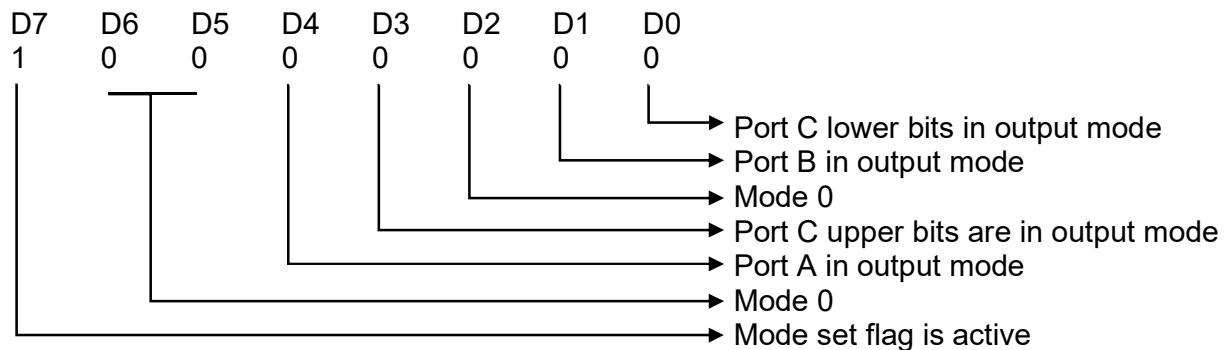 D7 D6 D5 D4 D3 D2 D1 D0
1 0 0 0 0 0 0 0
Port C lower bits in output mode
Port B in output mode
Mode 0
Port C upper bits are in output mode
Port A in output mode
Mode 0
Mode set flag is active